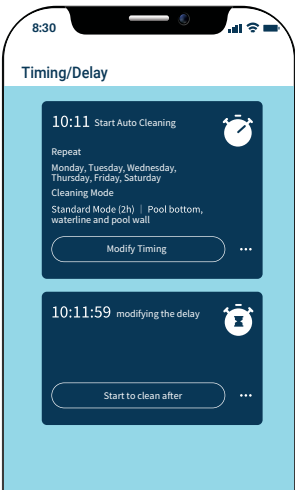 8:30
Timing/Delay
10:11 Start Auto Cleaning
Repeat
Monday, Tuesday, Wednesday,
Thursday, Friday, Saturday
Cleaning Mode
Standard Mode (2h) | Pool bottom,
waterline and pool wall
Modify Timing
10:11:59 modifying the delay
Start to clean after